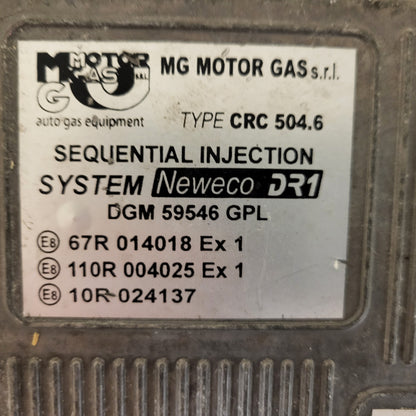 MG MOTOR GAS S.R.L.
MG MOTOR GAS s.r.l.
auto gas equipment
TYPE CRC 504.6
SEQUENTIAL INJECTION
SYSTEM Neweco DR1
DGM 59546 GPL
E8 67R 014018 Ex 1
E8 110R 004025 Ex 1
E8 10R-024137